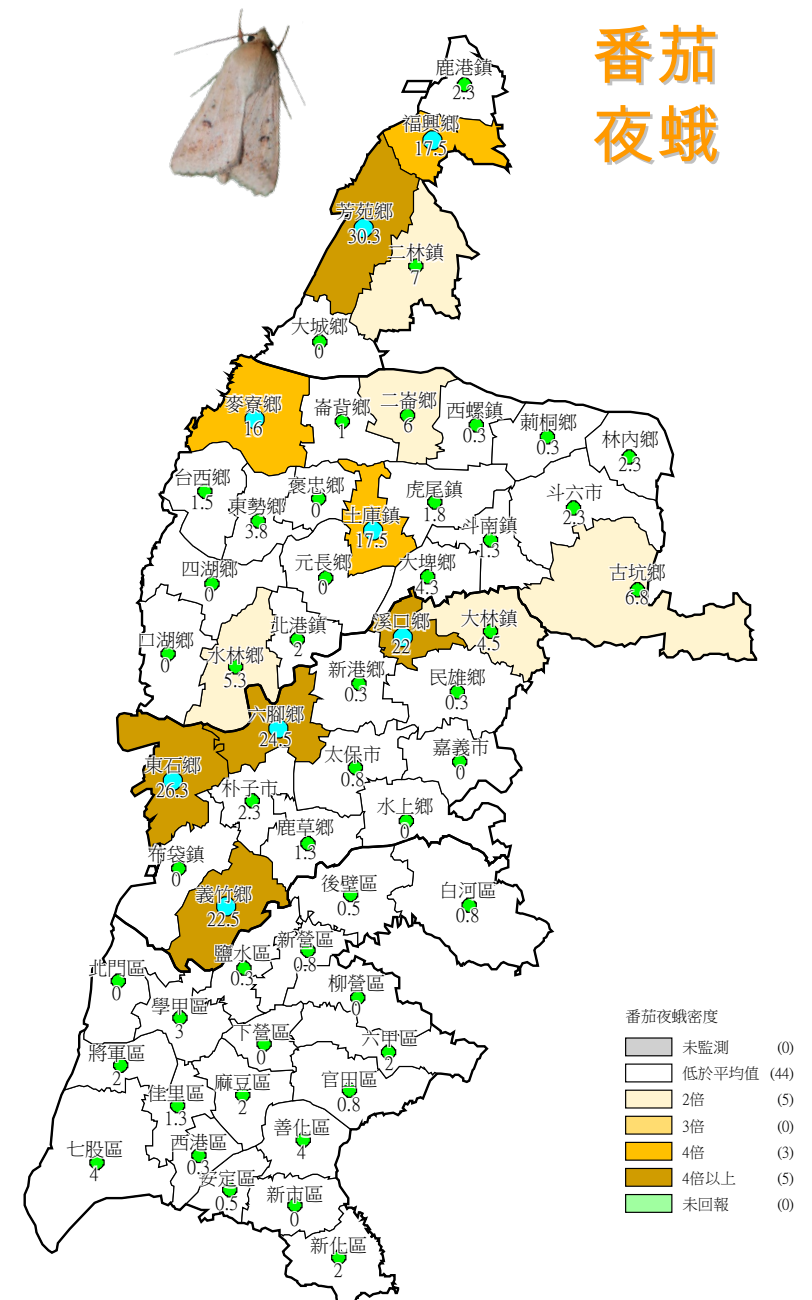 番茄
夜蛾
鹿港鎮
2.3
福興鄉
17.5
芳苑鄉
30.3
二林鎮
7
大城鄉
0
麥寮鄉
16
崙背鄉
1
二崙鄉
6
西螺鎮
0.3
莿桐鄉
0.3
林內鄉
2.3
台西鄉
1.5
東勢鄉
3.8
褒忠鄉
0
土庫鎮
17.5
虎尾鎮
1.8
斗南鎮
1.3
斗六市
2.3
四湖鄉
0
元長鄉
0
大埤鄉
4.3
古坑鄉
6.8
口湖鄉
0
水林鄉
5.3
北港鎮
2
溪口鄉
22
大林鎮
4.5
新港鄉
0.3
民雄鄉
0.3
六腳鄉
24.5
東石鄉
26.3
太保市
0.8
嘉義市
0
朴子市
2.3
水上鄉
0
鹿草鄉
1.3
布袋鎮
0
義竹鄉
22.5
後壁區
0.5
白河區
0.8
新營區
0.8
鹽水區
0.3
北門區
0
柳營區
0
學甲區
3
下營區
0
六甲區
2
將軍區
2
佳里區
1.3
麻豆區
2
官田區
0.8
七股區
4
西港區
0.3
善化區
4
安定區
0.5
新市區
0
新化區
2
番茄夜蛾密度
未監測 (0)
低於平均值 (44)
2倍 (5)
3倍 (0)
4倍 (3)
4倍以上 (5)
未回報 (0)